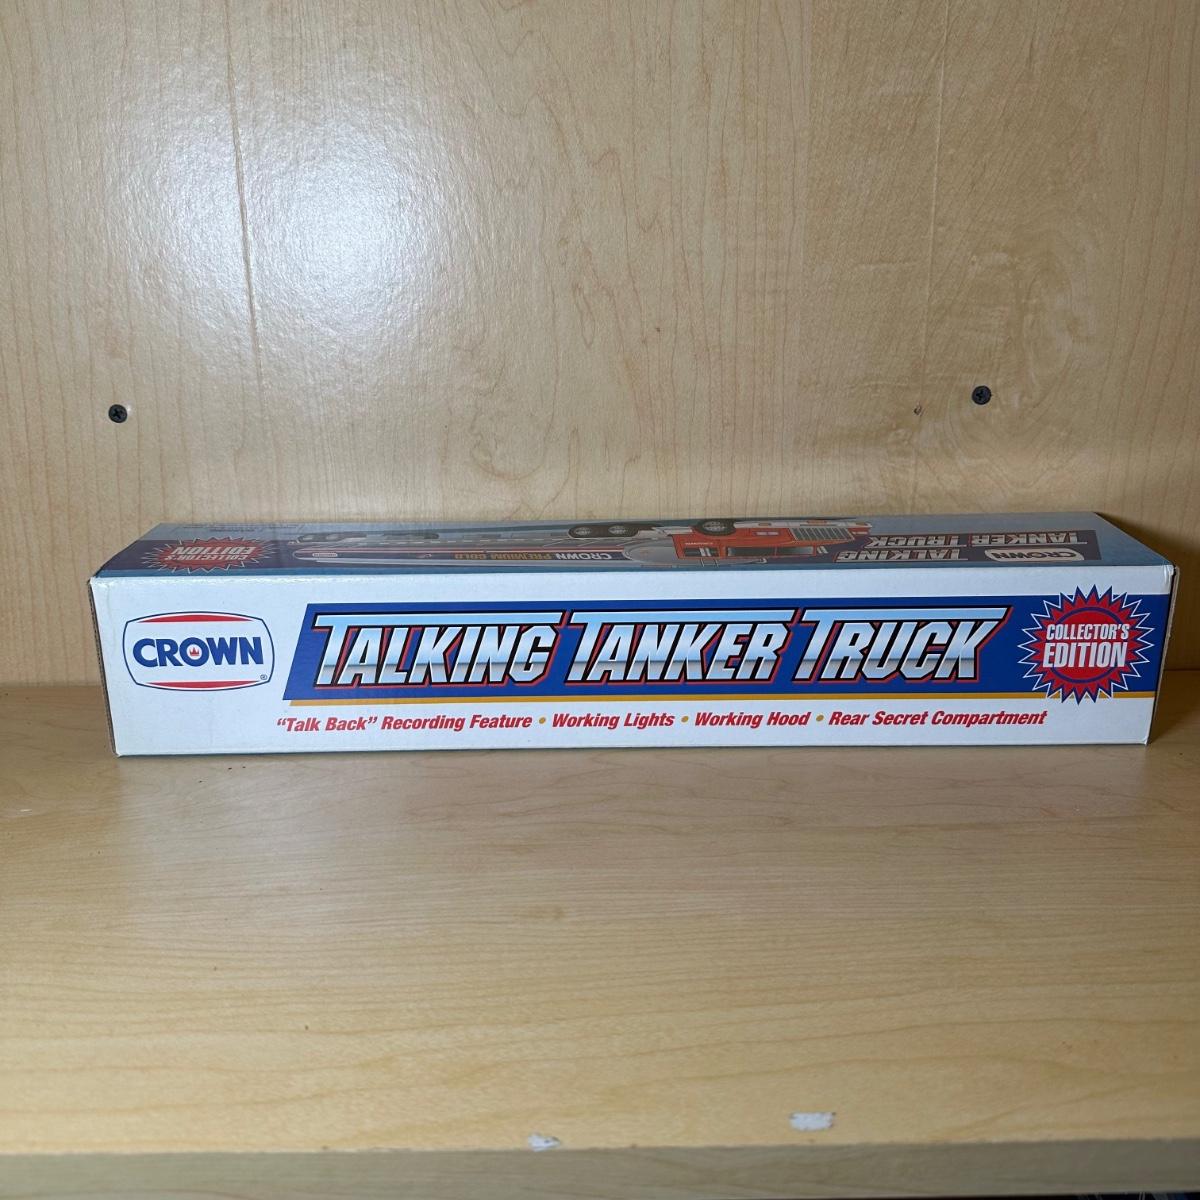 COLLECTOR'S
EDITION
CROWN PREMIUM GOLD
CROWN
TALKING
TANKER TRUCK
CROWN®
TALKING TANKER TRUCK
COLLECTOR'S
EDITION
"Talk Back" Recording Feature • Working Lights • Working Hood • Rear Secret Compartment